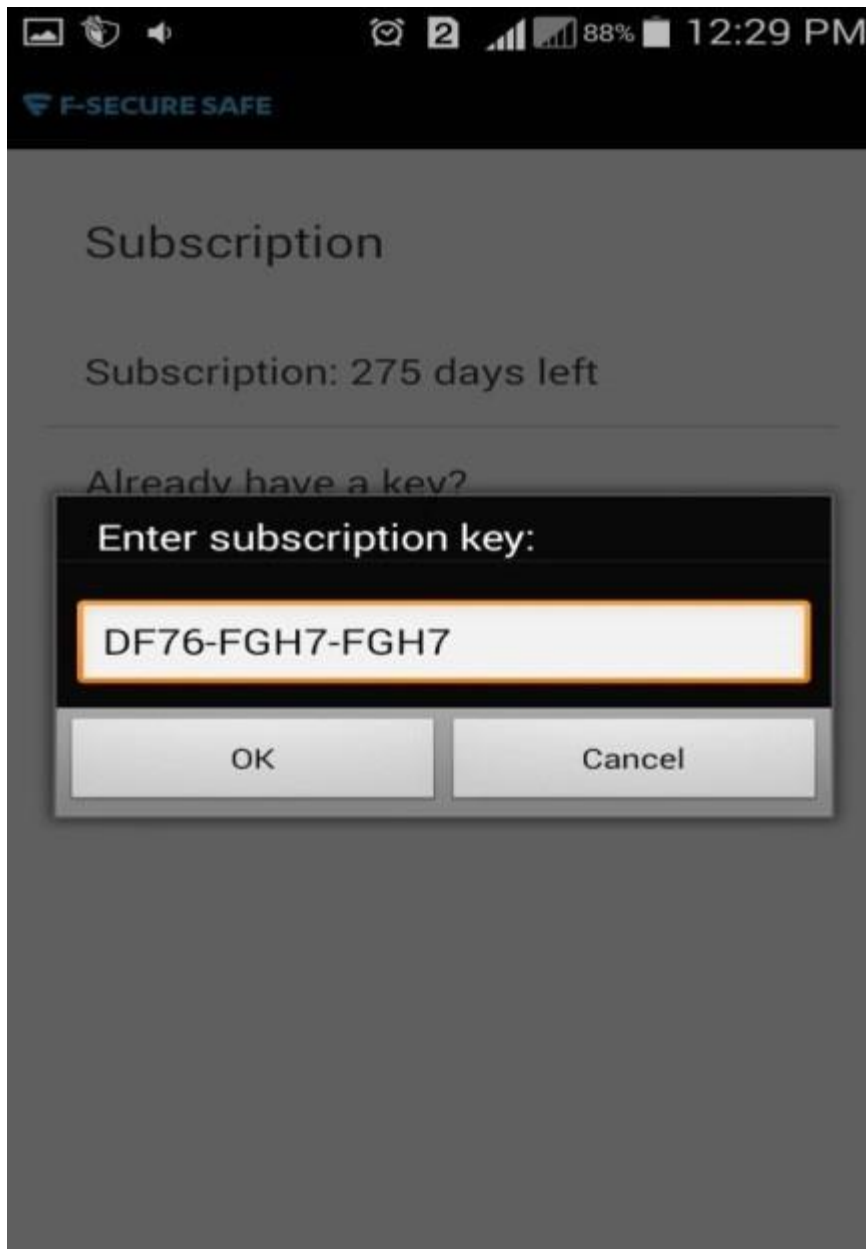 2 88% 12:29 PM
F-SECURE SAFE
Subscription
Subscription: 275 days left
Already have a key?
Enter subscription key:
DF76-FGH7-FGH7
OK Cancel